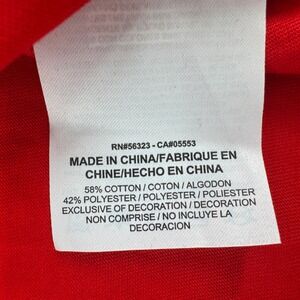 RN#56323 - CA#05553
MADE IN CHINA/FABRIQUE EN
CHINE/HECHO EN CHINA
58% COTTON / COTON / ALGODON
42% POLYESTER / POLYESTER / POLIESTER
EXCLUSIVE OF DECORATION / DECORATION
NON COMPRISE / NO INCLUYE LA
DECORACION